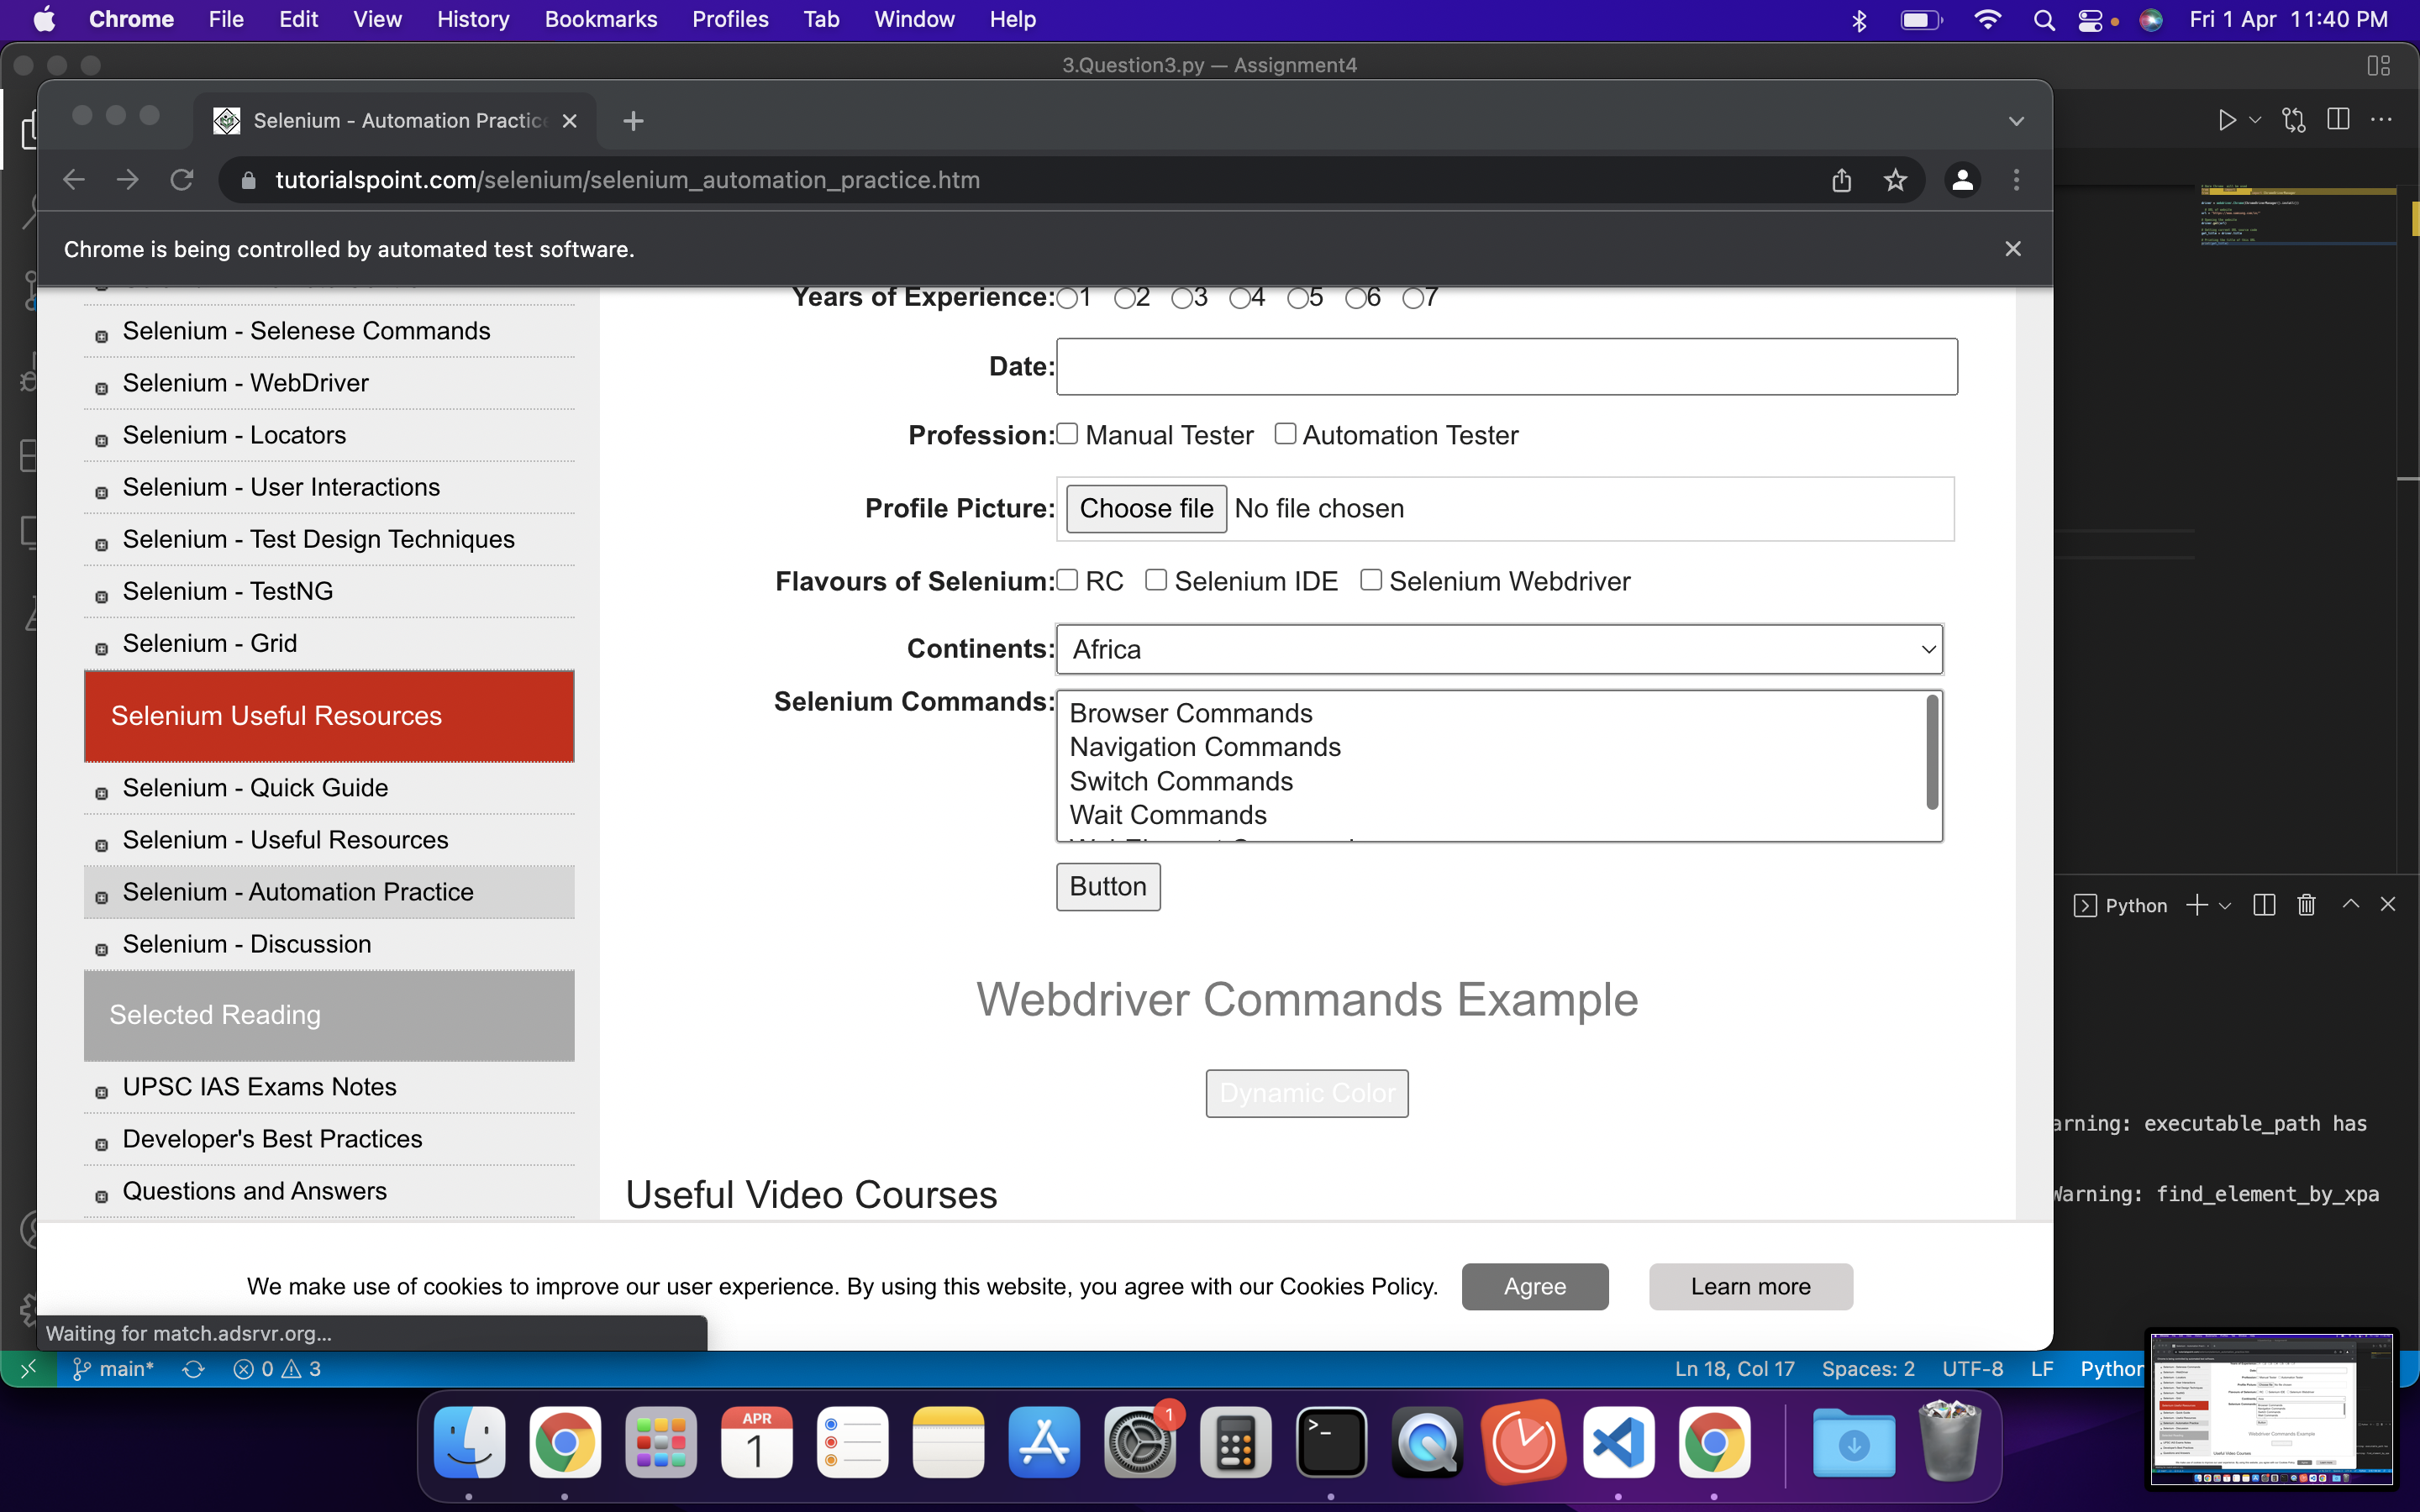 Chrome File Edit View History Bookmarks Profiles Tab Window Help Fri 1 Apr 11:40 PM
3.Question3.py — Assignment4
Selenium - Automation Practice
tutorialspoint.com/selenium/selenium_automation_practice.htm
Chrome is being controlled by automated test software.
Selenium - Selenese Commands
Selenium - WebDriver
Selenium - Locators
Selenium - User Interactions
Selenium - Test Design Techniques
Selenium - TestNG
Selenium - Grid
Selenium Useful Resources
Selenium - Quick Guide
Selenium - Useful Resources
Selenium - Automation Practice
Selenium - Discussion
Selected Reading
UPSC IAS Exams Notes
Developer's Best Practices
Questions and Answers
Years of Experience: 1 2 3 4 5 6 7
Date:
Profession: Manual Tester Automation Tester
Profile Picture: Choose file No file chosen
Flavours of Selenium: RC Selenium IDE Selenium Webdriver
Continents: Africa
Selenium Commands: Browser Commands
Navigation Commands
Switch Commands
Wait Commands
Button
Webdriver Commands Example
Dynamic Color
Useful Video Courses
We make use of cookies to improve our user experience. By using this website, you agree with our Cookies Policy. Agree Learn more
Waiting for match.adsrvr.org...
Python
arning: executable_path has
Warning: find_element_by_xpa
main* 0 3 Ln 18, Col 17 Spaces: 2 UTF-8 LF Python
APR
1
1